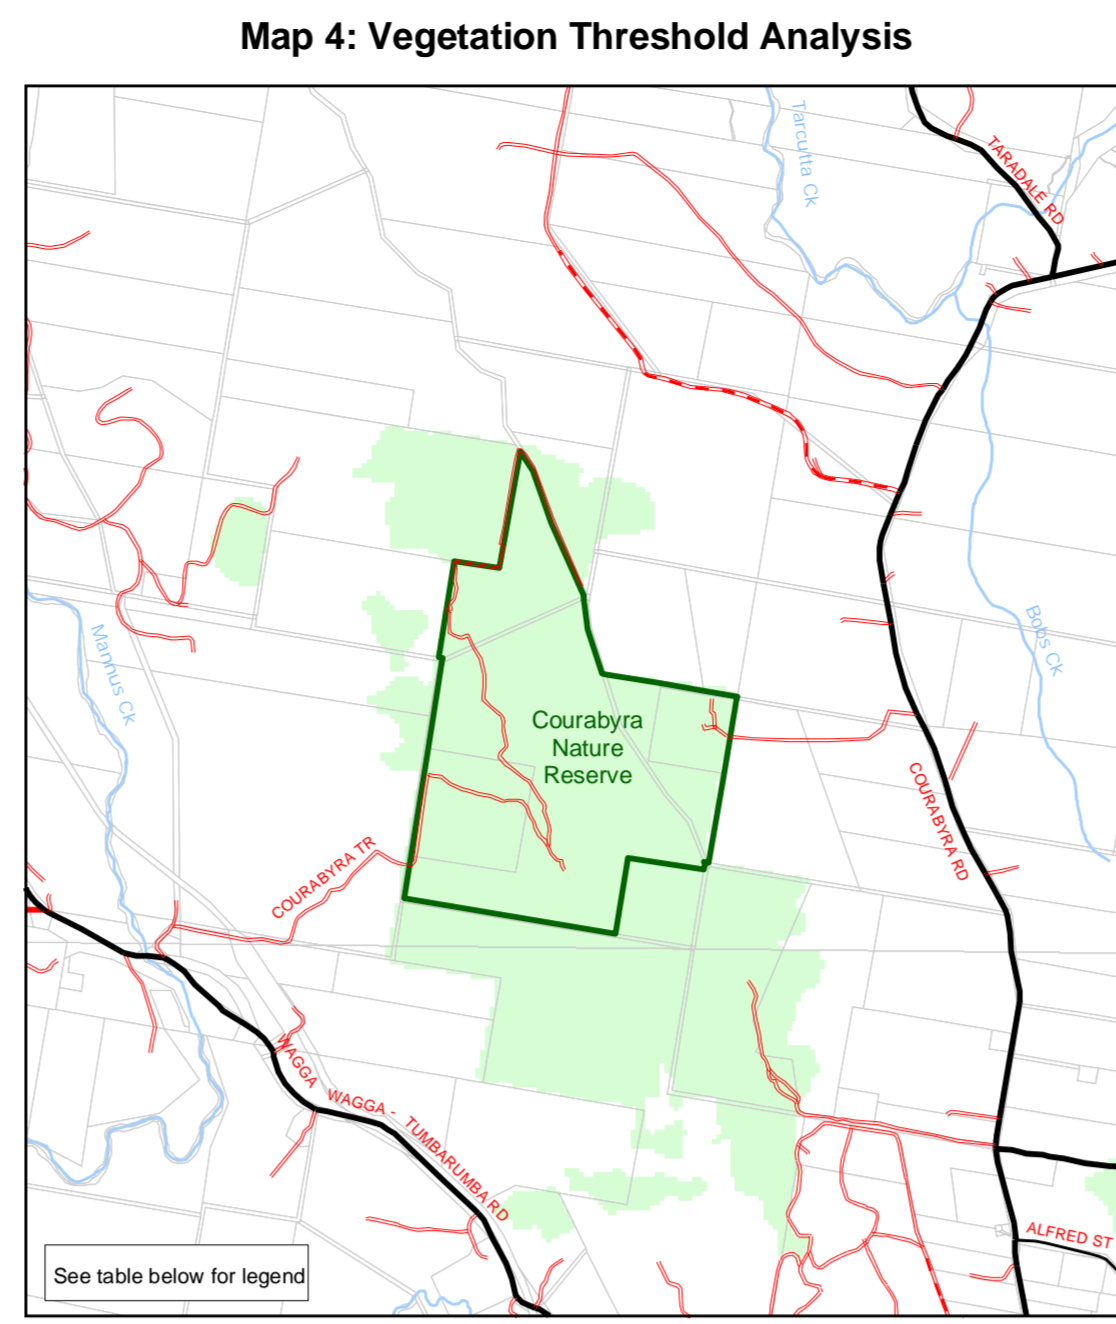 Map 4: Vegetation Threshold Analysis
Tarcutta Ck
TARADALE RD
Mannus Ck
Bobs Ck
Courabyra
Nature
Reserve
COURABYRA RD
COURABYRA TR
WAGGA WAGGA - TUMBARUMBA RD
ALFRED ST
See table below for legend